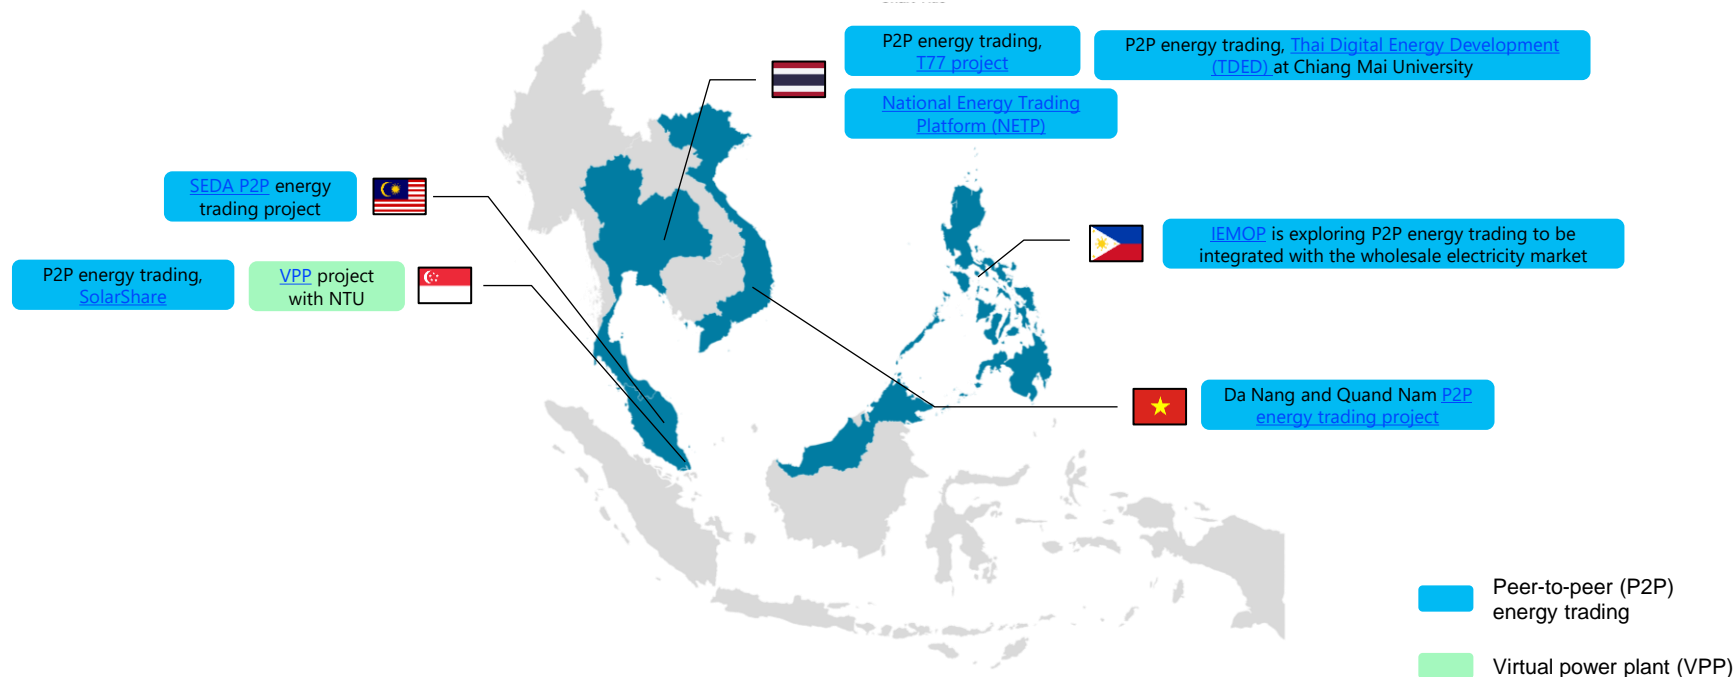 P2P energy trading,
T77 project
P2P energy trading, Thai Digital Energy Development
(TDED) at Chiang Mai University
National Energy Trading
Platform (NETP)
SEDA P2P energy
trading project
IEMOP is exploring P2P energy trading to be
integrated with the wholesale electricity market
P2P energy trading,
SolarShare
VPP project
with NTU
Da Nang and Quand Nam P2P
energy trading project
Peer-to-peer (P2P)
energy trading
Virtual power plant (VPP)